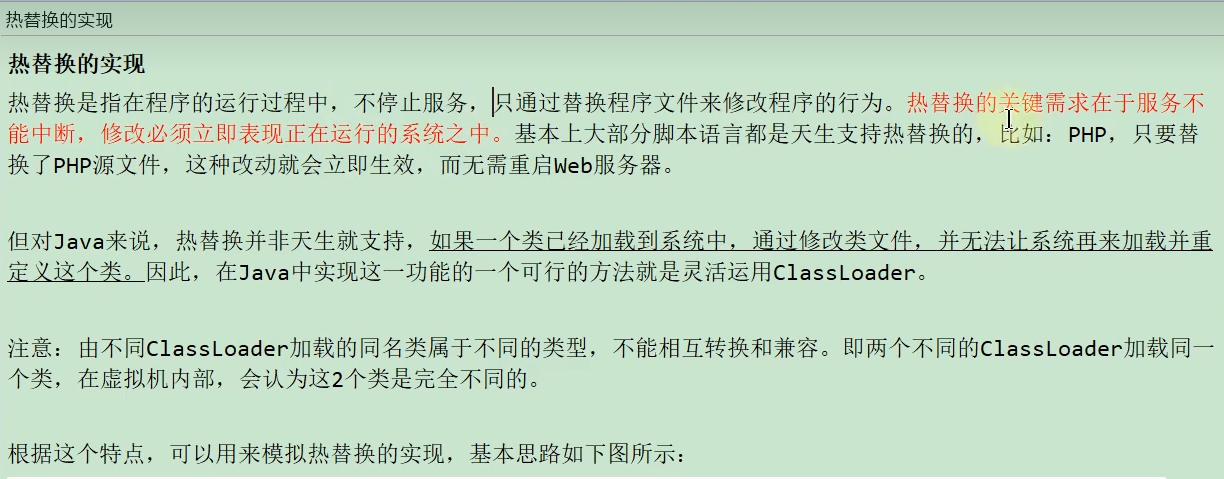 热替换的实现
热替换的实现
热替换是指在程序的运行过程中，不停止服务，只通过替换程序文件来修改程序的行为。热替换的关键需求在于服务不
能中断，修改必须立即表现正在运行的系统之中。基本上大部分脚本语言都是天生支持热替换的，比如：PHP，只要替
换了PHP源文件，这种改动就会立即生效，而无需重启Web服务器。
但对Java来说，热替换并非天生就支持，如果一个类已经加载到系统中，通过修改类文件，并无法让系统再来加载并重
定义这个类。因此，在Java中实现这一功能的一个可行的方法就是灵活运用ClassLoader。
注意：由不同ClassLoader加载的同名类属于不同的类型，不能相互转换和兼容。即两个不同的ClassLoader加载同一
个类，在虚拟机内部，会认为这2个类是完全不同的。
根据这个特点，可以用来模拟热替换的实现，基本思路如下图所示：